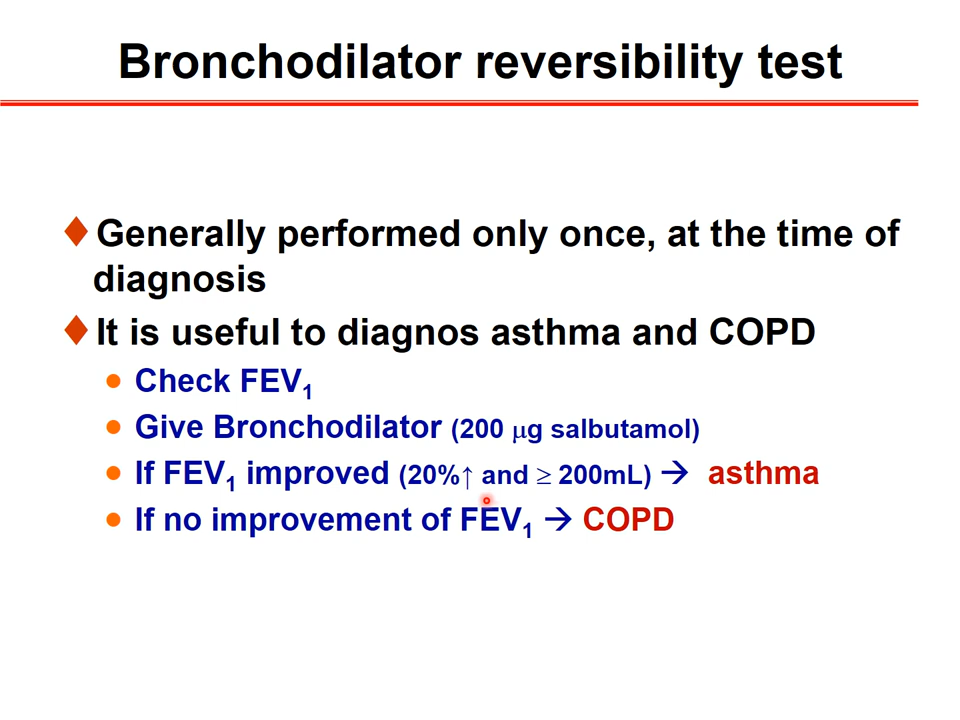 Bronchodilator reversibility test
♦Generally performed only once, at the time of
diagnosis
♦It is useful to diagnos asthma and COPD
• Check FEV₁
• Give Bronchodilator (200 μg salbutamol)
• If FEV₁ improved (20%↑ and ≥ 200mL) → asthma
• If no improvement of FEV₁ → COPD